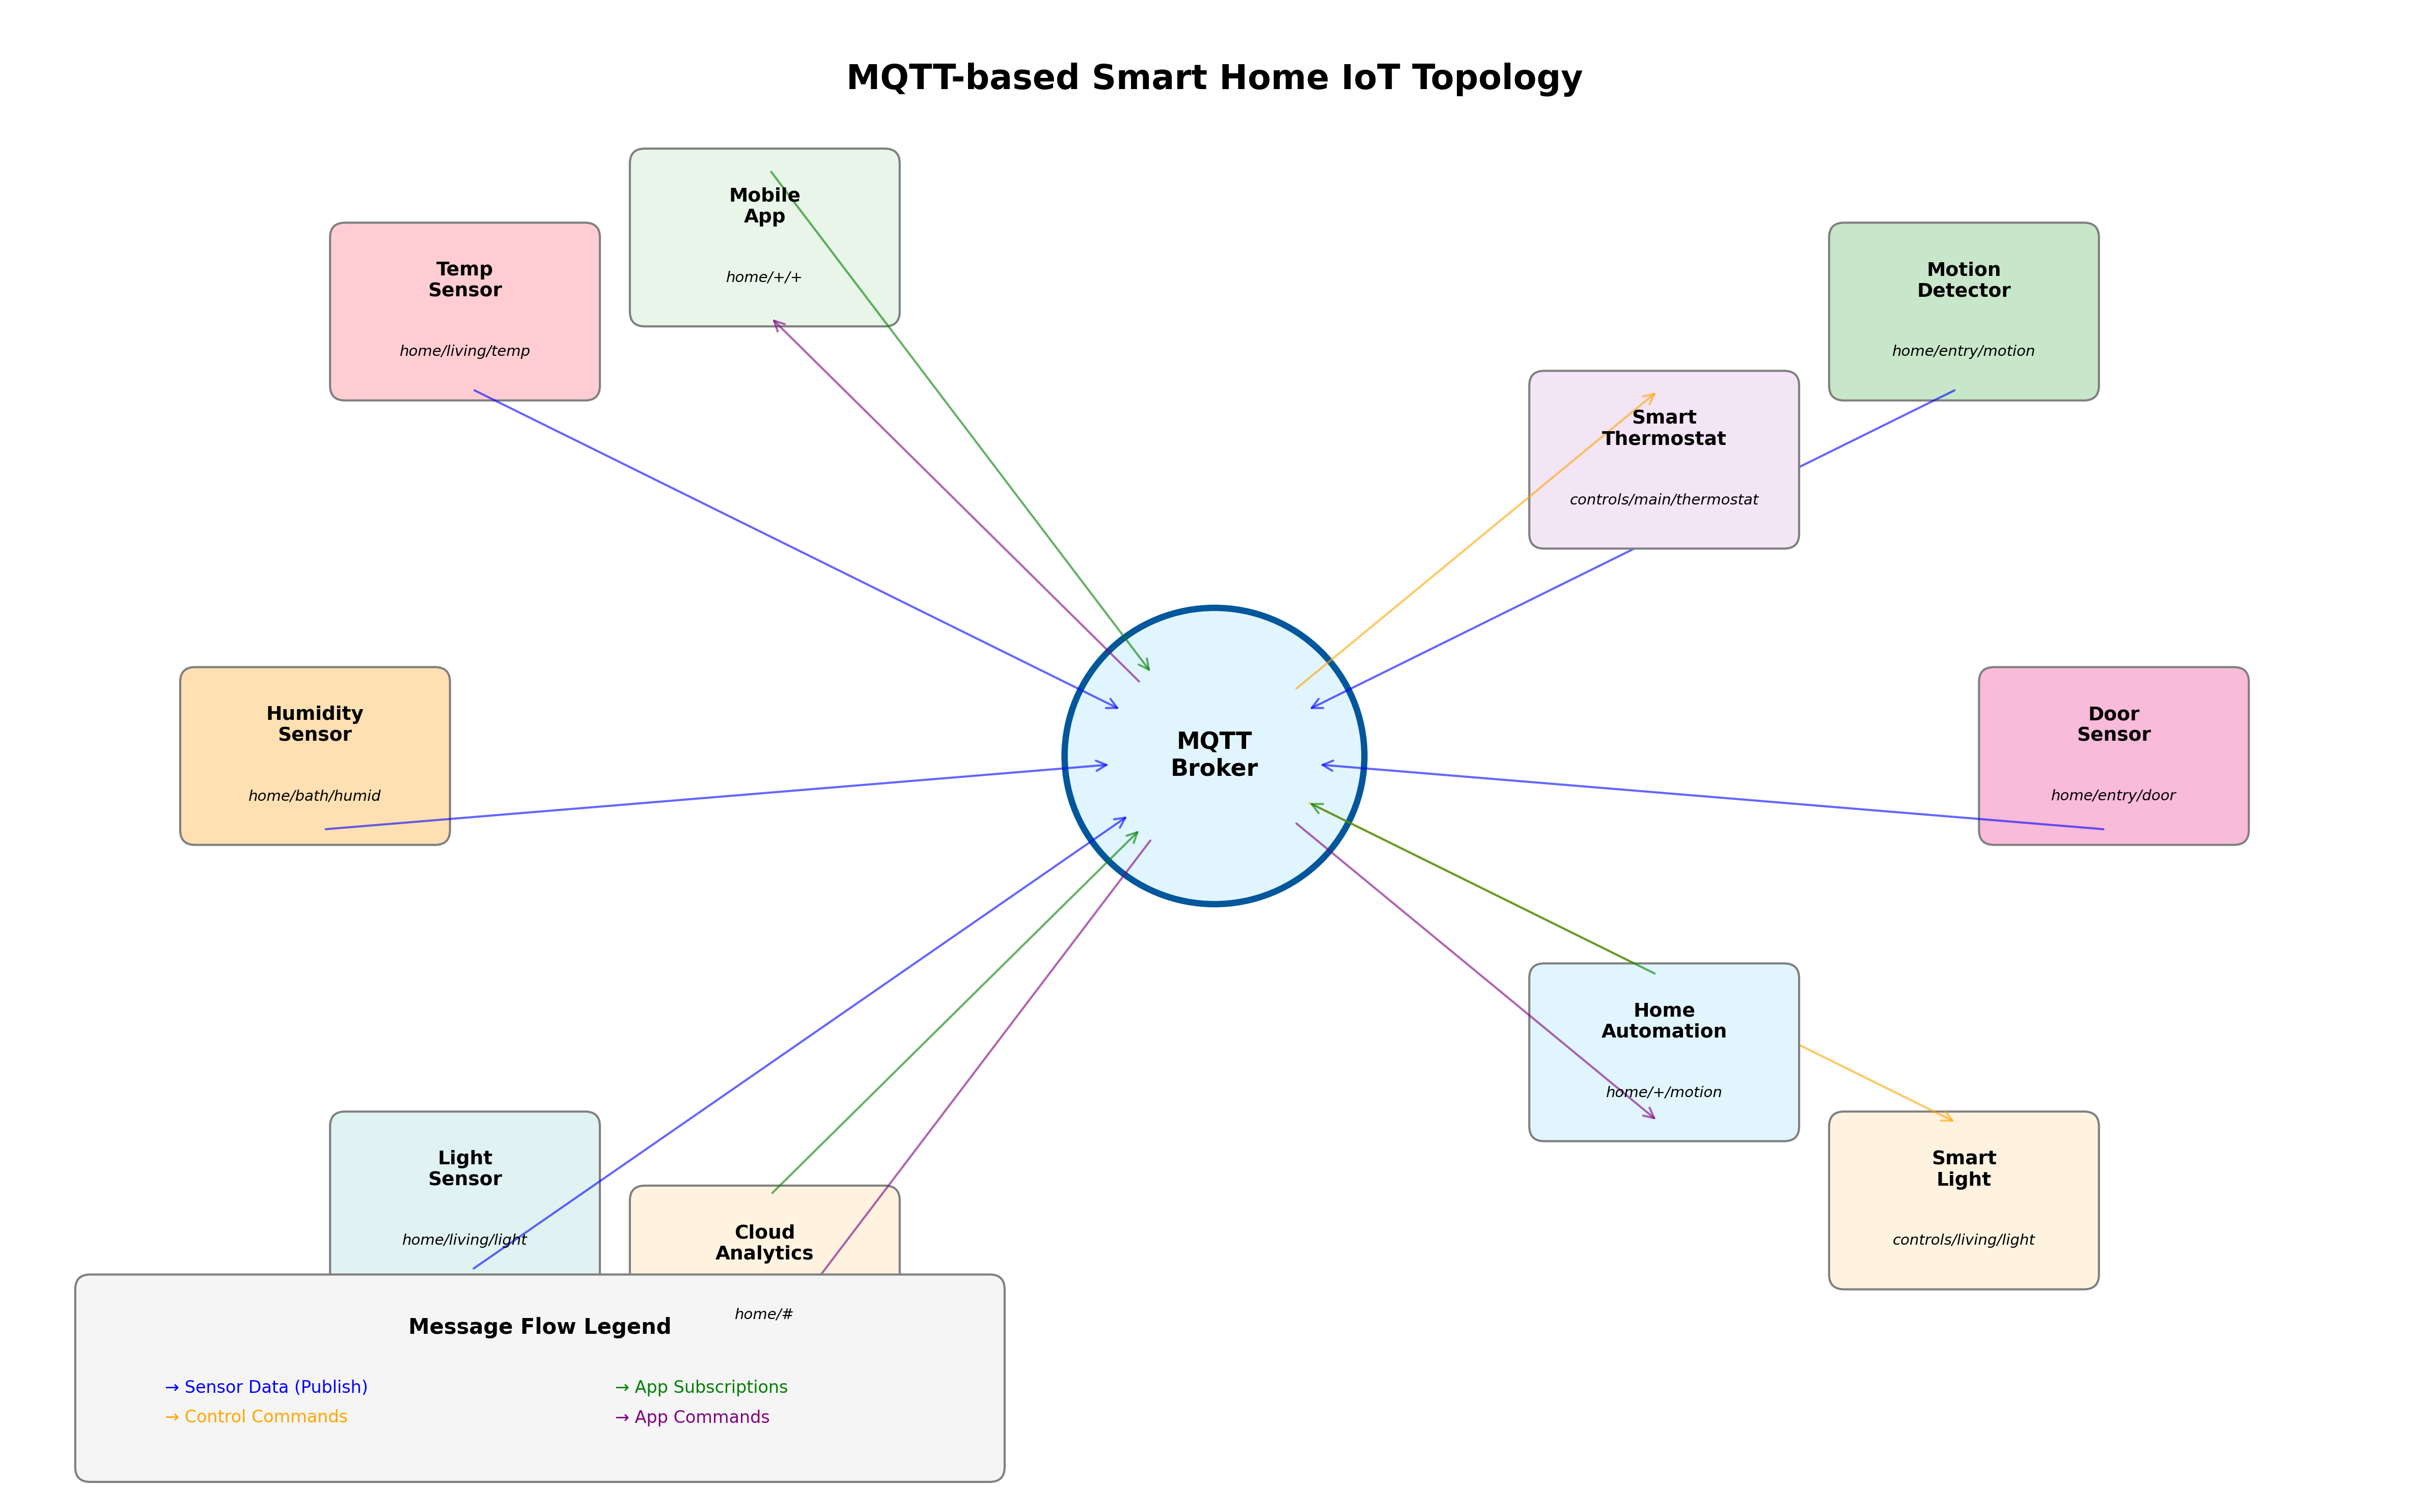 MQTT-based Smart Home IoT Topology
Mobile
App
home/+/+
Temp
Sensor
home/living/temp
Motion
Detector
home/entry/motion
Smart
Thermostat
controls/main/thermostat
Humidity
Sensor
home/bath/humid
MQTT
Broker
Door
Sensor
home/entry/door
Home
Automation
home/+/motion
Light
Sensor
home/living/light
Cloud
Analytics
home/#
Smart
Light
controls/living/light
Message Flow Legend
→ Sensor Data (Publish)
→ App Subscriptions
→ Control Commands
→ App Commands